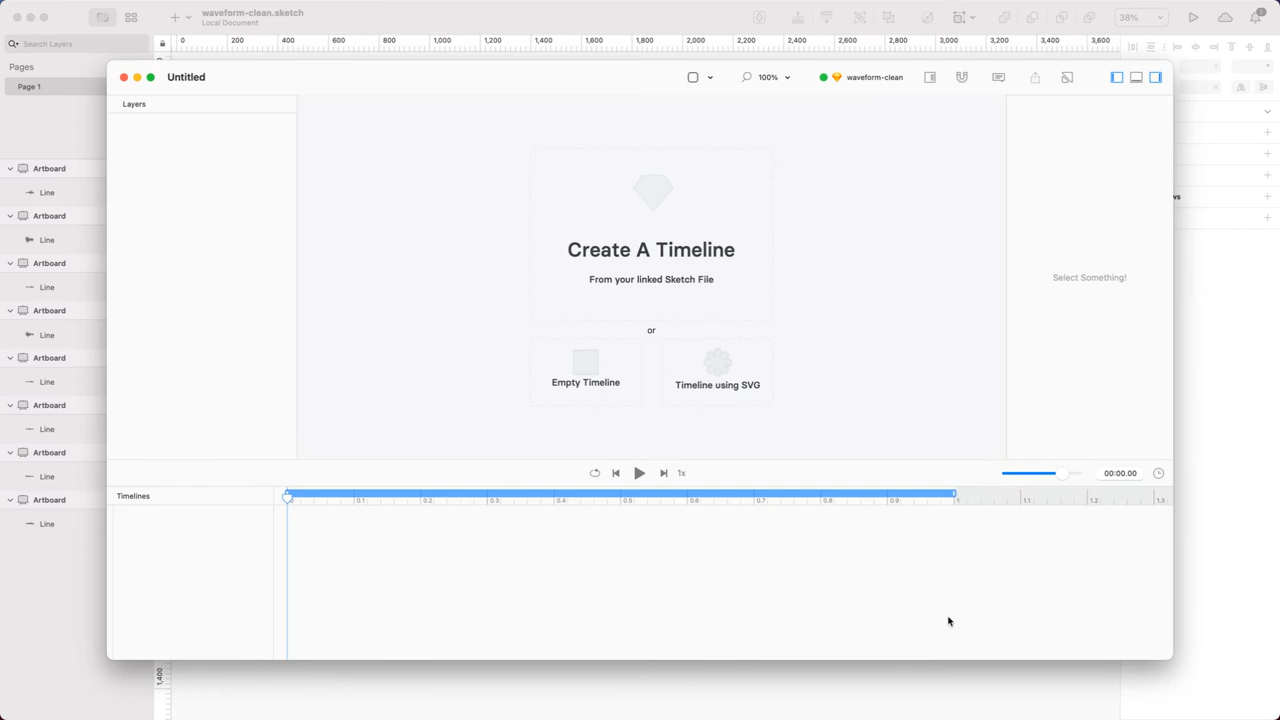 waveform-clean.sketch
Local Document
38%
Search Layers
0 200 400 600 800 1,000 1,200 1,400 1,600 1,800 2,000 2,200 2,400 2,600 2,800 3,000 3,200 3,400 3,600
Pages
Page 1
Untitled
100%
waveform-clean
Layers
Artboard
Line
Artboard
Line
Artboard
Line
Artboard
Line
Artboard
Line
Artboard
Line
Artboard
Line
Artboard
Line
Create A Timeline
From your linked Sketch File
or
Empty Timeline
Timeline using SVG
Select Something!
ws
1x
00:00.00
Timelines
0.1 0.2 0.3 0.4 0.5 0.6 0.7 0.8 0.9 1 1.1 1.2 1.3
1,400